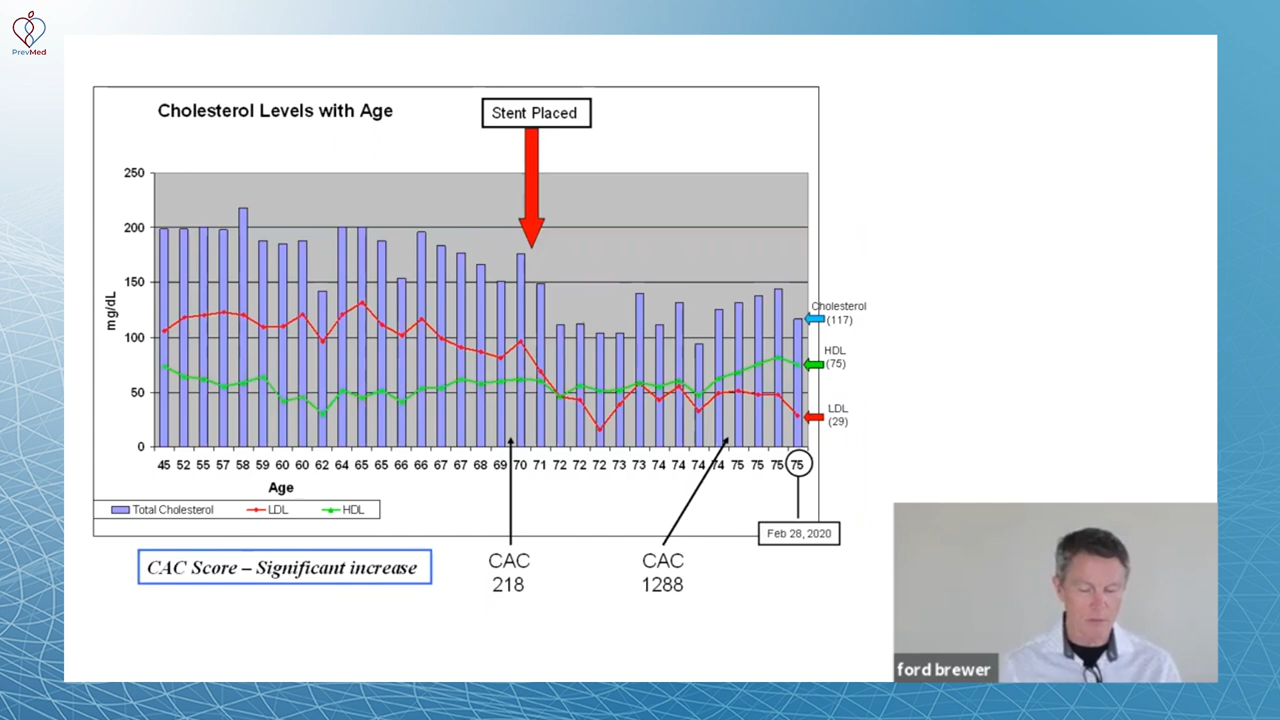 PrevMed
Cholesterol Levels with Age
Stent Placed
250
200
150
100
50
0
mg/dL
Cholesterol
(117)
HDL
(75)
LDL
(29)
45 52 55 57 58 59 60 60 62 64 65 65 66 66 67 67 68 69 70 71 72 72 72 73 73 74 74 74 74 75 75 75 75
Age
Total Cholesterol LDL HDL
Feb 28, 2020
CAC Score – Significant increase
CAC
218
CAC
1288
ford brewer